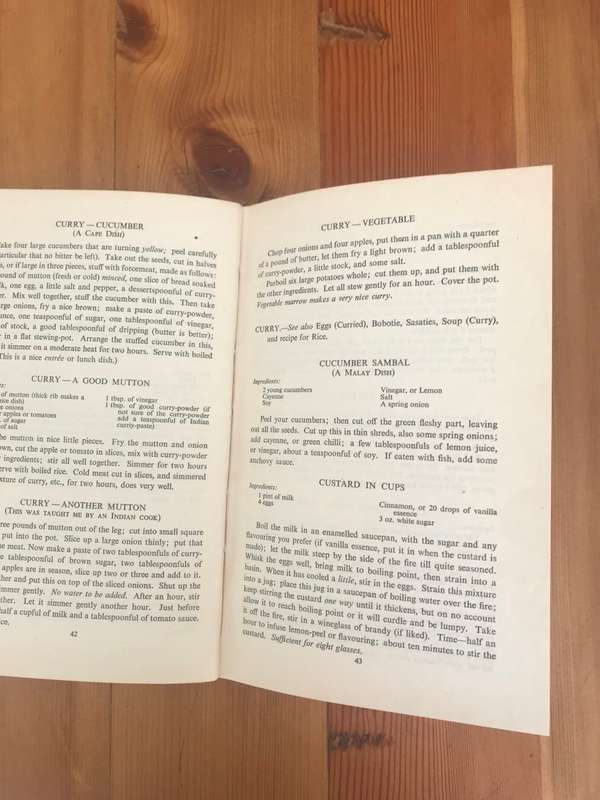 CURRY — CUCUMBER
(A CAPE DISH)
ake four large cucumbers that are turning yellow; peel carefully
articular that no bitter be left). Take out the seeds, cut in halves
s, or if large in three pieces, stuff with forcemeat, made as follows:
ound of mutton (fresh or cold) minced, one slice of bread soaked
lk, one egg, a little salt and pepper, a dessertspoonful of curry-
er. Mix well together, stuff the cucumber with this. Then take
arge onions, fry a nice brown; make a paste of curry-powder,
unce, one teaspoonful of sugar, one tablespoonful of vinegar,
of stock, a good tablespoonful of dripping (butter is better);
r in a flat stewing-pot. Arrange the stuffed cucumber in this,
it simmer on a moderate heat for two hours. Serve with boiled
This is a nice entrée or lunch dish.)
CURRY — A GOOD MUTTON
of mutton (thick rib makes a
nice dish)
e onions
r apples or tomatoes
. of sugar
of salt
1 tbsp. of vinegar
1 tbsp. of good curry-powder (if
not sure of the curry-powder
add a teaspoonful of Indian
curry-paste)
he mutton in nice little pieces. Fry the mutton and onion
own, cut the apple or tomato in slices, mix with curry-powder
r ingredients; stir all well together. Simmer for two hours
erve with boiled rice. Cold meat cut in slices, and simmered
ixture of curry, etc., for two hours, does very well.
CURRY — ANOTHER MUTTON
(THIS WAS TAUGHT ME BY AN INDIAN COOK)
hree pounds of mutton out of the leg; cut into small square
put into the pot. Slice up a large onion thinly; put that
he meat. Now make a paste of two tablespoonfuls of curry-
e tablespoonful of brown sugar, two tablespoonfuls of
apples are in season, slice up two or three and add to it.
ther and put this on top of the sliced onions. Shut up the
simmer gently. No water to be added. After an hour, stir
ther. Let it simmer gently another hour. Just before
half a cupful of milk and a tablespoonful of tomato sauce.
ice.
42
CURRY — VEGETABLE
Chop four onions and four apples, put them in a pan with a quarter
of a pound of butter, let them fry a light brown; add a tablespoonful
of curry-powder, a little stock, and some salt.
Parboil six large potatoes whole; cut them up, and put them with
the other ingredients. Let all stew gently for an hour. Cover the pot.
Vegetable marrow makes a very nice curry.
CURRY.—See also Eggs (Curried), Bobotie, Sasaties, Soup (Curry),
and recipe for Rice.
CUCUMBER SAMBAL
(A MALAY DISH)
Ingredients:
2 young cucumbers
Cayenne
Soy
Vinegar, or Lemon
Salt
A spring onion
Peel your cucumbers; then cut off the green fleshy part, leaving
out all the seeds. Cut up this in thin shreds, also some spring onions;
add cayenne, or green chilli; a few tablespoonfuls of lemon juice,
or vinegar, about a teaspoonful of soy. If eaten with fish, add some
anchovy sauce.
CUSTARD IN CUPS
Ingredients:
1 pint of milk
4 eggs
Cinnamon, or 20 drops of vanilla
essence
3 oz. white sugar
Boil the milk in an enamelled saucepan, with the sugar and any
flavouring you prefer (if vanilla essence, put it in when the custard is
made); let the milk steep by the side of the fire till quite seasoned.
Whisk the eggs well, bring milk to boiling point, then strain into a
basin. When it has cooled a little, stir in the eggs. Strain this mixture
into a jug; place this jug in a saucepan of boiling water over the fire;
keep stirring the custard one way until it thickens, but on no account
allow it to reach boiling point or it will curdle and be lumpy. Take
it off the fire, stir in a wineglass of brandy (if liked). Time—half an
hour to infuse lemon-peel or flavouring; about ten minutes to stir the
custard. Sufficient for eight glasses.
43